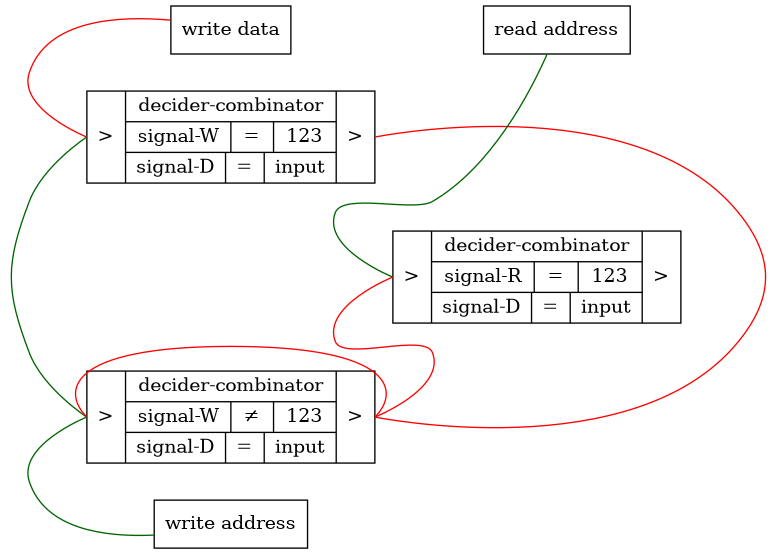 write data
read address
decider-combinator
> signal-W = 123 >
signal-D = input
decider-combinator
> signal-R = 123 >
signal-D = input
decider-combinator
> signal-W ≠ 123 >
signal-D = input
write address